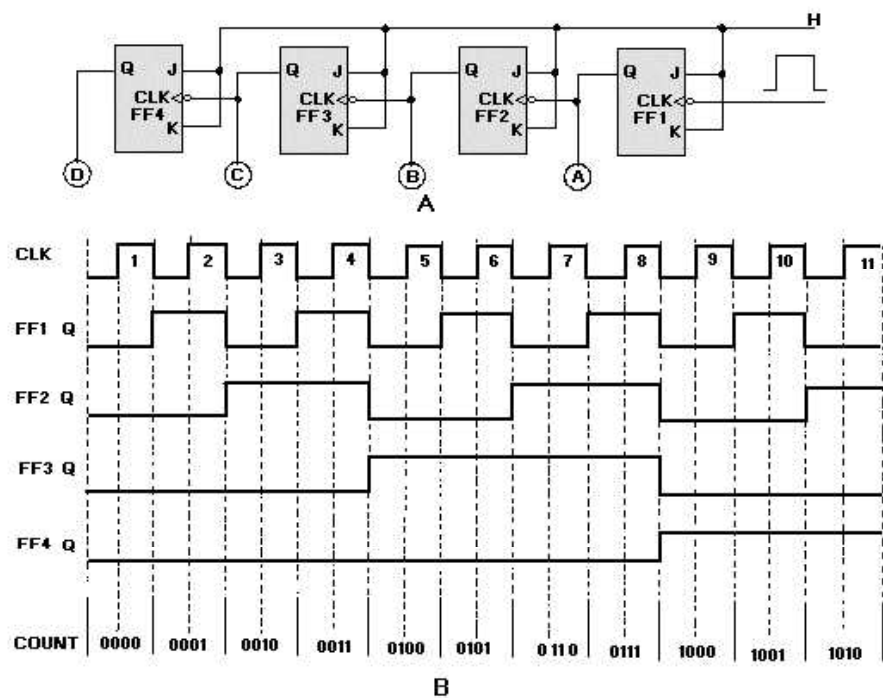 H
Q J Q J Q J Q J
CLK CLK CLK CLK
FF4 FF3 FF2 FF1
K K K K
D C B A
A
CLK 1 2 3 4 5 6 7 8 9 10 11
FF1 Q
FF2 Q
FF3 Q
FF4 Q
COUNT 0000 0001 0010 0011 0100 0101 0110 0111 1000 1001 1010
B